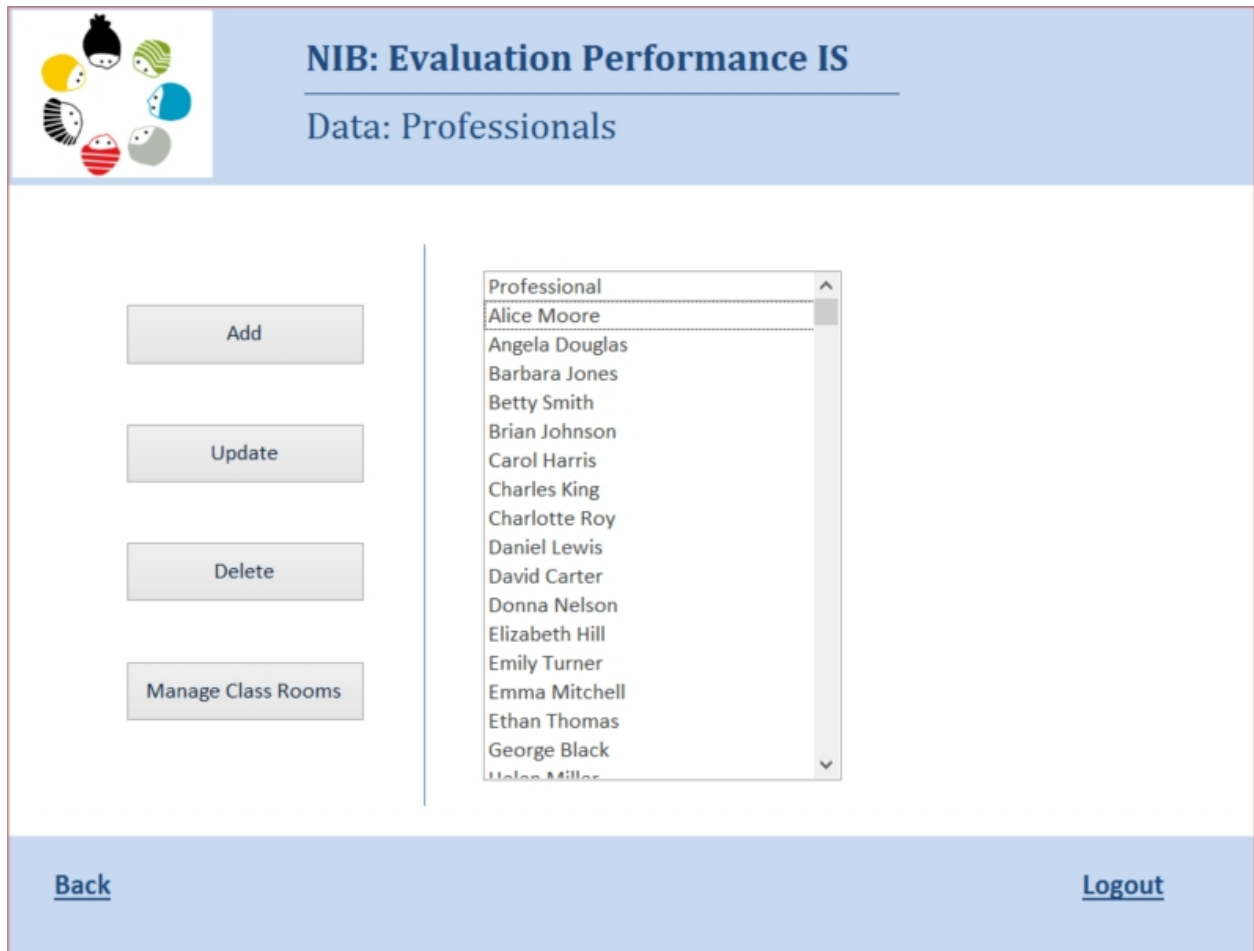 NIB: Evaluation Performance IS
Data: Professionals
Add
Update
Delete
Manage Class Rooms
Professional
Alice Moore
Angela Douglas
Barbara Jones
Betty Smith
Brian Johnson
Carol Harris
Charles King
Charlotte Roy
Daniel Lewis
David Carter
Donna Nelson
Elizabeth Hill
Emily Turner
Emma Mitchell
Ethan Thomas
George Black
Helen Miller
Back
Logout